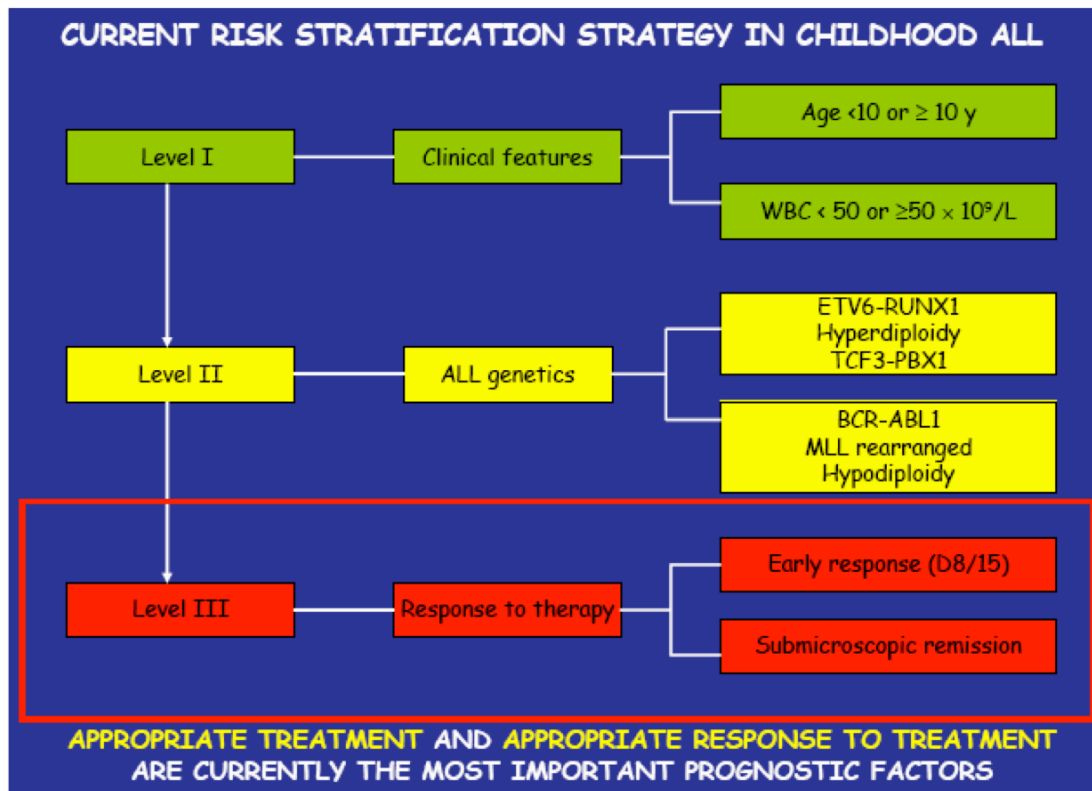 CURRENT RISK STRATIFICATION STRATEGY IN CHILDHOOD ALL
Level I
Clinical features
Age <10 or ≥ 10 y
WBC < 50 or ≥50 × 10⁹/L
Level II
ALL genetics
ETV6-RUNX1
Hyperdiploidy
TCF3-PBX1
BCR-ABL1
MLL rearranged
Hypodiploidy
Level III
Response to therapy
Early response (D8/15)
Submicroscopic remission
APPROPRIATE TREATMENT AND APPROPRIATE RESPONSE TO TREATMENT
ARE CURRENTLY THE MOST IMPORTANT PROGNOSTIC FACTORS